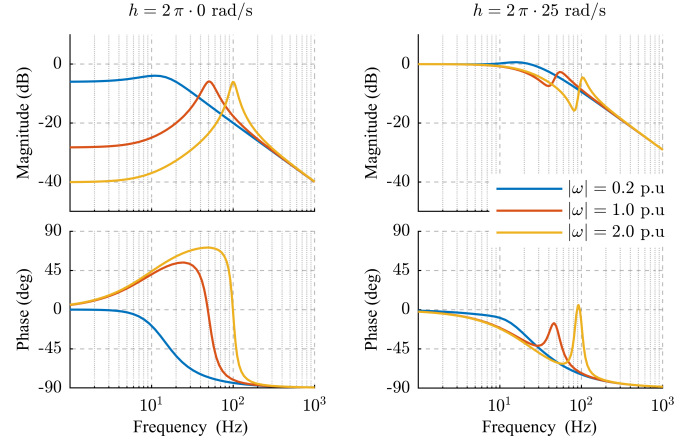 h = 2 π · 0 rad/s
h = 2 π · 25 rad/s
Magnitude (dB)
0
-20
-40
Magnitude (dB)
0
-20
-40
|ω| = 0.2 p.u
|ω| = 1.0 p.u
|ω| = 2.0 p.u
Phase (deg)
90
45
0
-45
-90
10^1
10^2
10^3
Frequency (Hz)
Phase (deg)
90
45
0
-45
-90
10^1
10^2
10^3
Frequency (Hz)